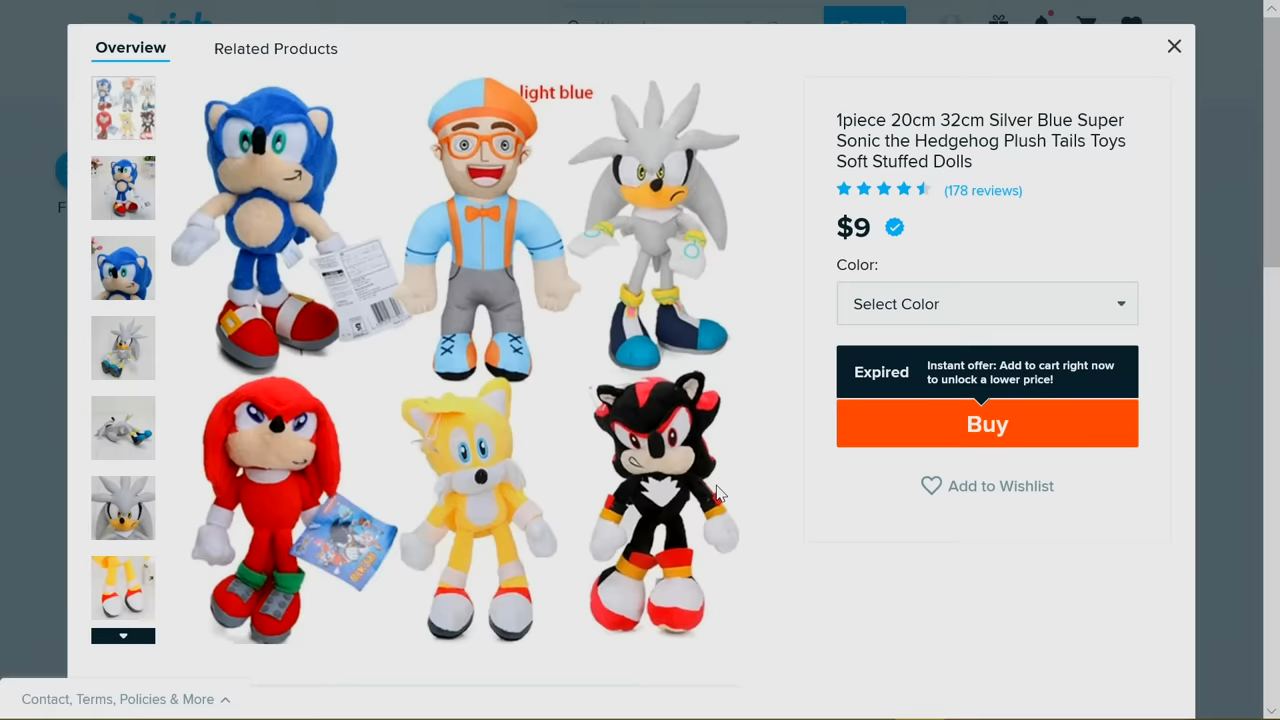 Overview
Related Products
light blue
1piece 20cm 32cm Silver Blue Super
Sonic the Hedgehog Plush Tails Toys
Soft Stuffed Dolls
(178 reviews)
$9
Color:
Select Color
Expired
Instant offer: Add to cart right now
to unlock a lower price!
Buy
Add to Wishlist
Contact, Terms, Policies & More